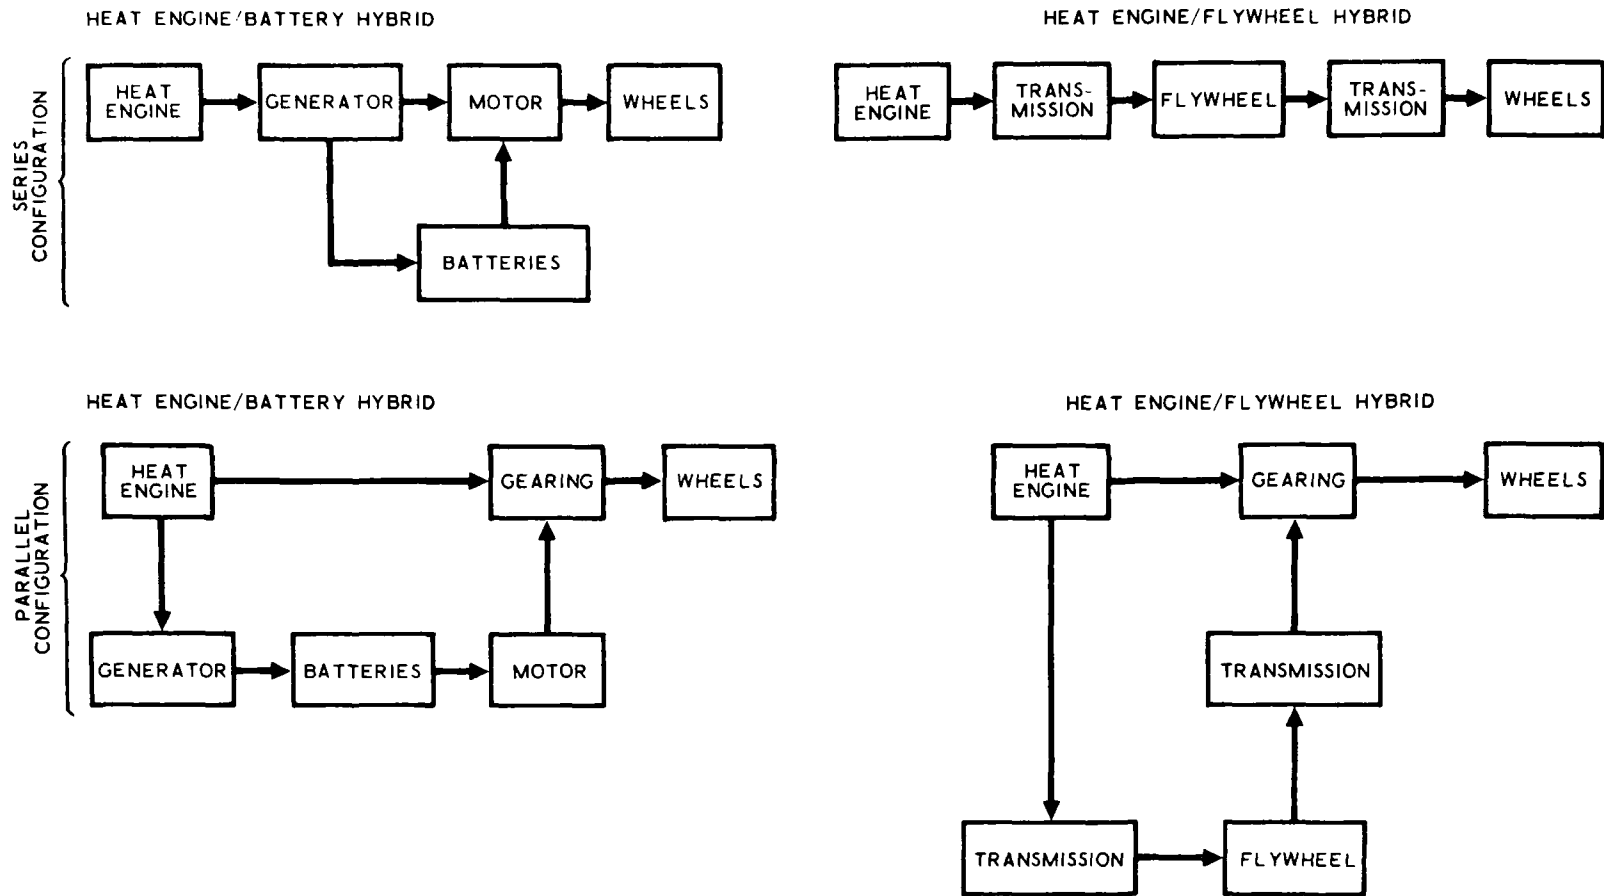 HEAT ENGINE/BATTERY HYBRID
HEAT
ENGINE
GENERATOR
MOTOR
WHEELS
BATTERIES
SERIES
CONFIGURATION
HEAT ENGINE/FLYWHEEL HYBRID
HEAT
ENGINE
TRANS-
MISSION
FLYWHEEL
TRANS-
MISSION
WHEELS
HEAT ENGINE/BATTERY HYBRID
HEAT
ENGINE
GEARING
WHEELS
GENERATOR
BATTERIES
MOTOR
PARALLEL
CONFIGURATION
HEAT ENGINE/FLYWHEEL HYBRID
HEAT
ENGINE
GEARING
WHEELS
TRANSMISSION
TRANSMISSION
FLYWHEEL